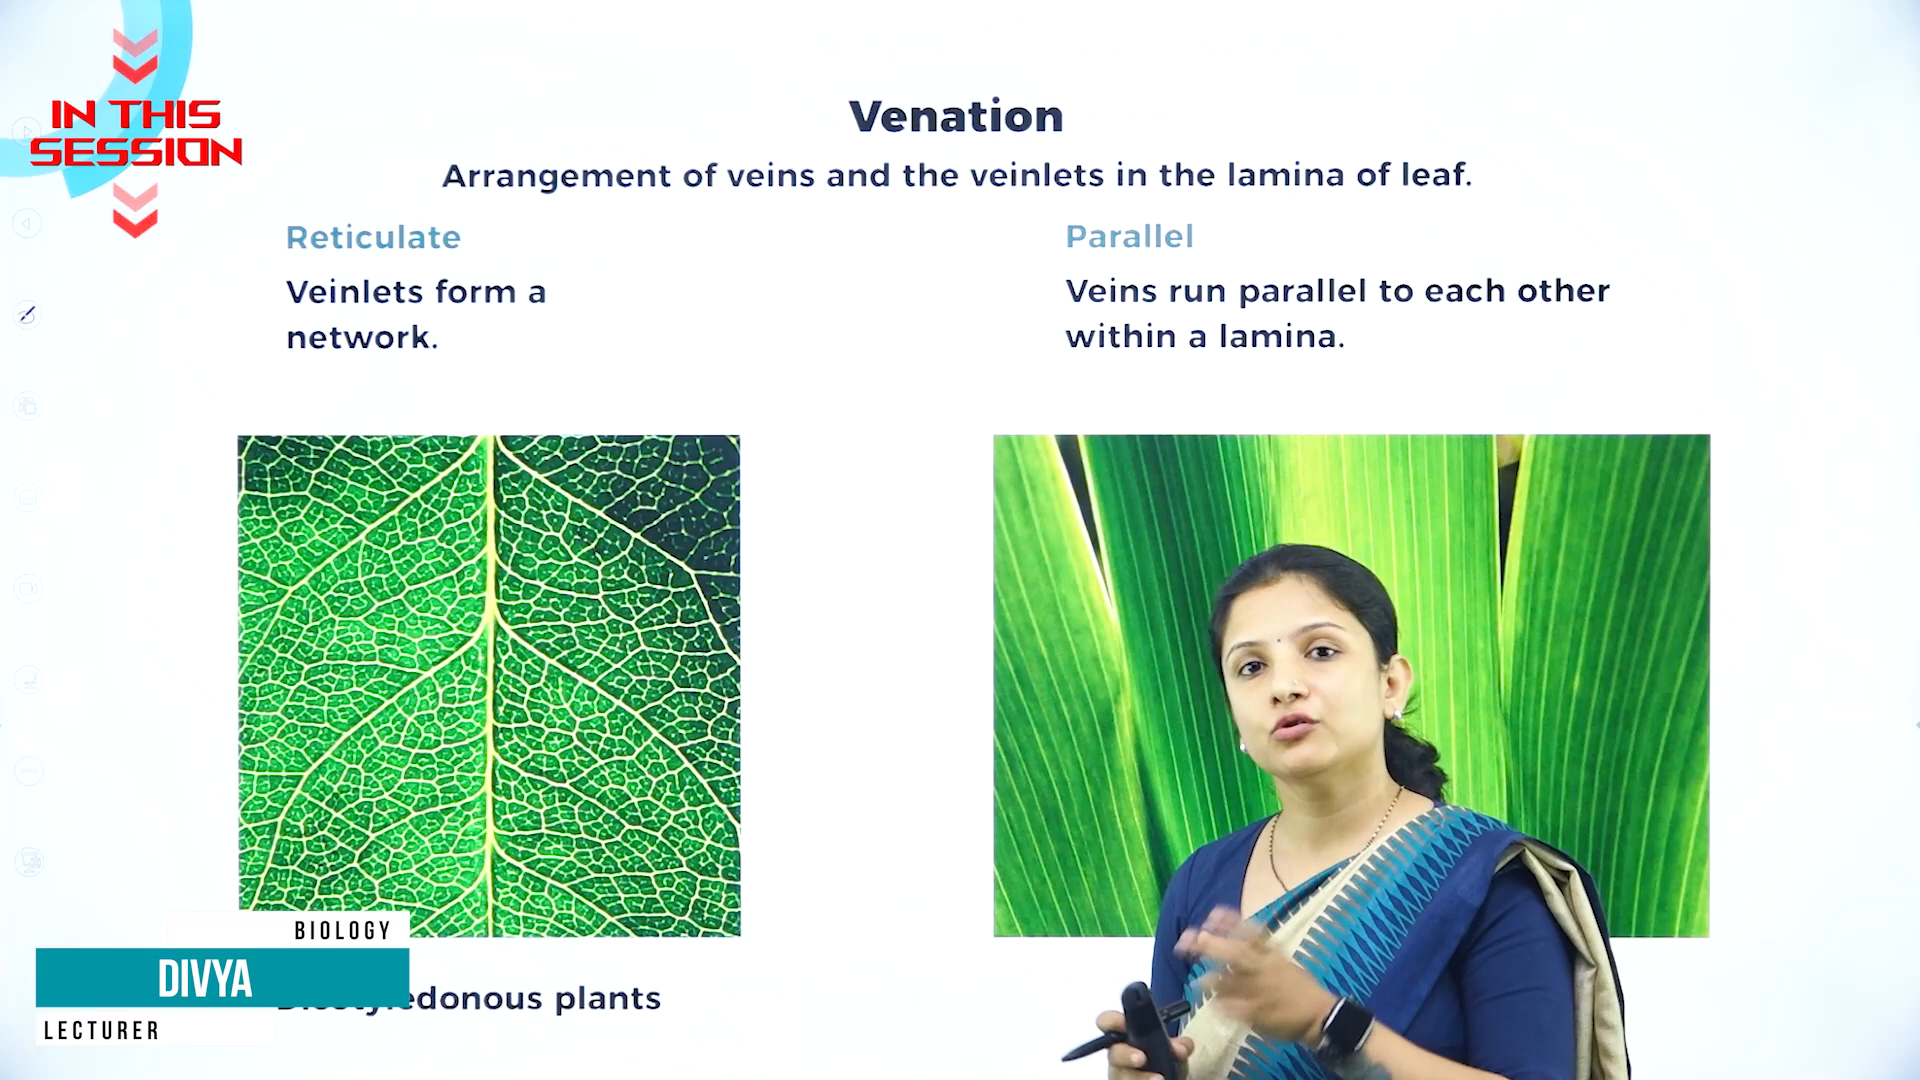 IN THIS
SESSION
Venation
Arrangement of veins and the veinlets in the lamina of leaf.
Reticulate
Veinlets form a
network.
Parallel
Veins run parallel to each other
within a lamina.
BIOLOGY
DIVYA
LECTURER
plants